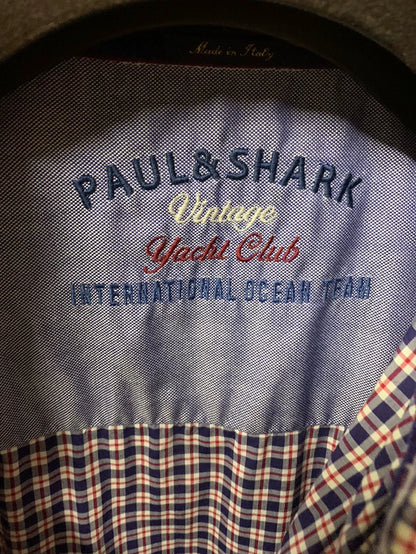 Made in Italy
PAUL&SHARK
Vintage
Yacht Club
INTERNATIONAL OCEAN TEAM